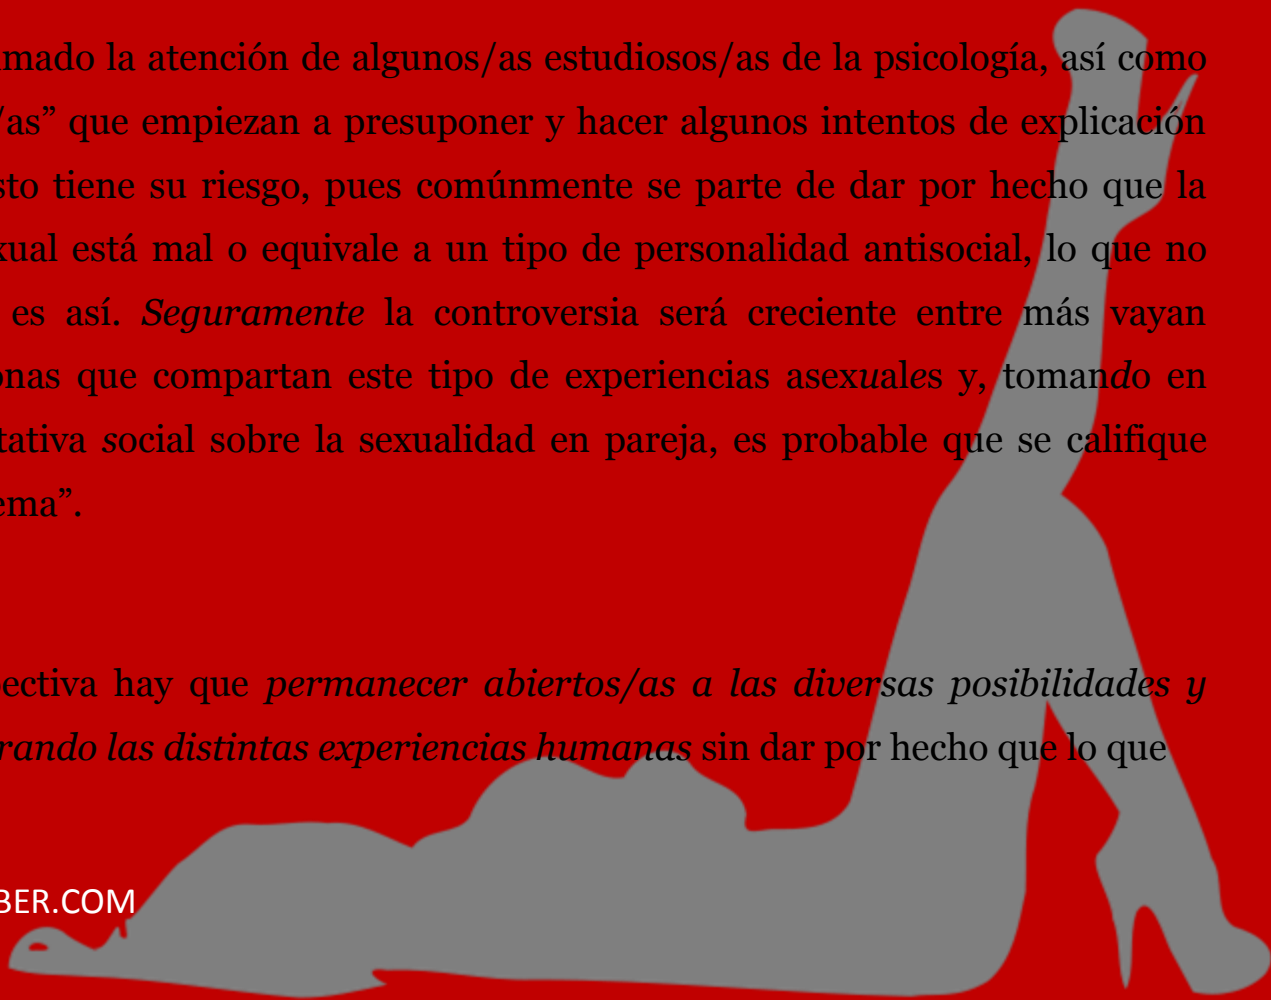 mado la atención de algunos/as estudiosos/as de la psicología, así como
/as” que empiezan a presuponer y hacer algunos intentos de explicación
sto tiene su riesgo, pues comúnmente se parte de dar por hecho que la
xual está mal o equivale a un tipo de personalidad antisocial, lo que no
es así. Seguramente la controversia será creciente entre más vayan
onas que compartan este tipo de experiencias asexuales y, tomando en
tativa social sobre la sexualidad en pareja, es probable que se califique
ema”.
ectiva hay que permanecer abiertos/as a las diversas posibilidades y
rando las distintas experiencias humanas sin dar por hecho que lo que
BER.COM